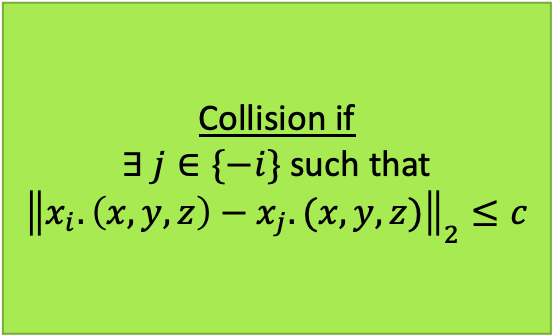 Collision if
∃ j ∈ {−i} such that
‖xᵢ. (x, y, z) − xⱼ. (x, y, z)‖₂ ≤ c